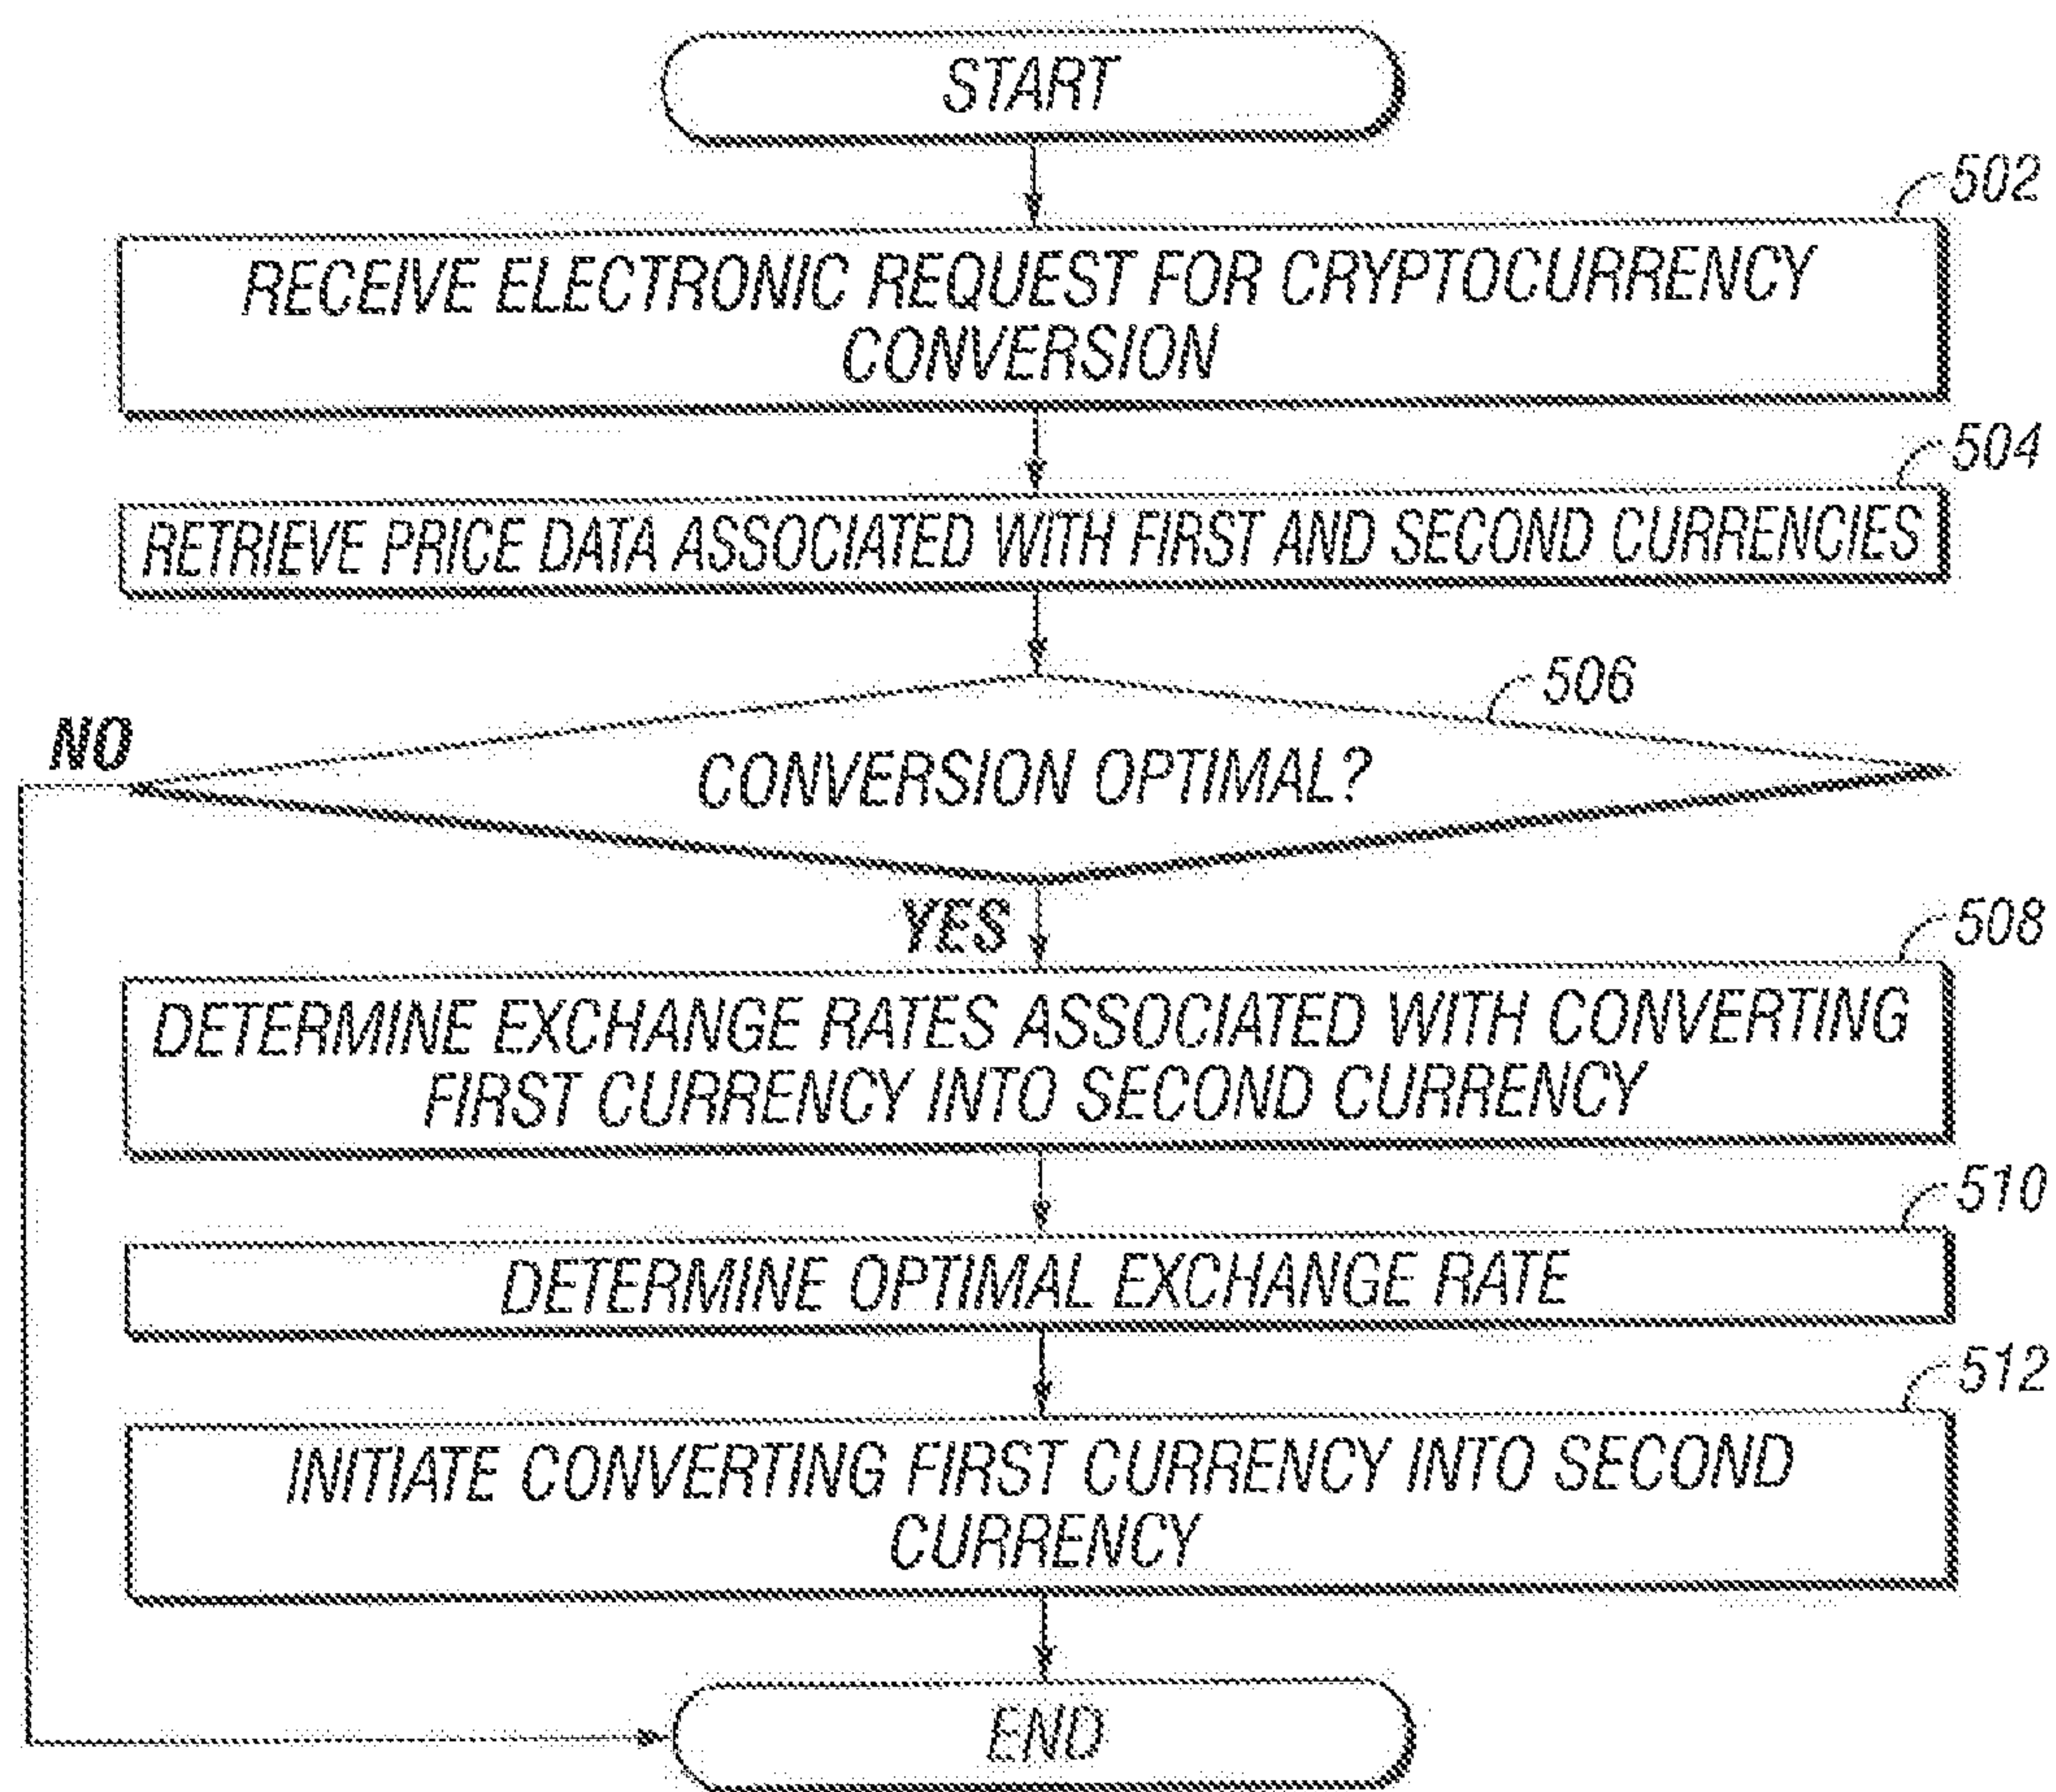 START
502
RECEIVE ELECTRONIC REQUEST FOR CRYPTOCURRENCY
CONVERSION
504
RETRIEVE PRICE DATA ASSOCIATED WITH FIRST AND SECOND CURRENCIES
506
NO
CONVERSION OPTIMAL?
YES
508
DETERMINE EXCHANGE RATES ASSOCIATED WITH CONVERTING
FIRST CURRENCY INTO SECOND CURRENCY
510
DETERMINE OPTIMAL EXCHANGE RATE
512
INITIATE CONVERTING FIRST CURRENCY INTO SECOND
CURRENCY
END